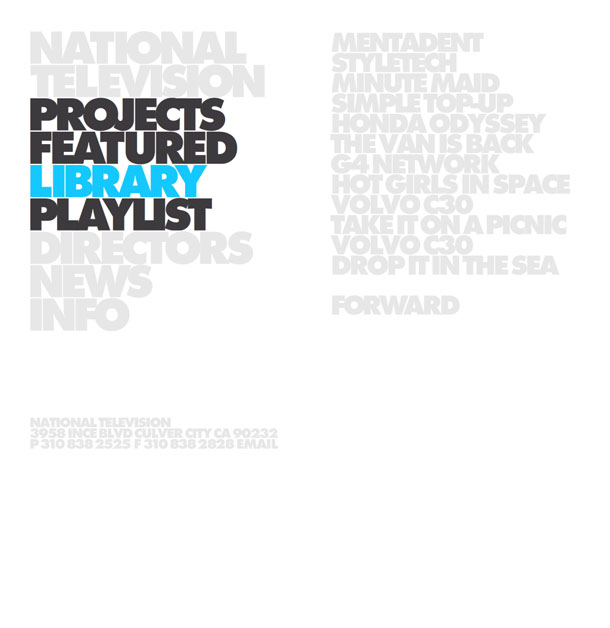 NATIONAL
TELEVISION
PROJECTS
FEATURED
LIBRARY
PLAYLIST
DIRECTORS
NEWS
INFO
MENTADENT
STYLETECH
MINUTE MAID
SIMPLE TOP-UP
HONDA ODYSSEY
THE VAN IS BACK
G4 NETWORK
HOT GIRLS IN SPACE
VOLVO C30
TAKE IT ON A PICNIC
VOLVO C30
DROP IT IN THE SEA
FORWARD
NATIONAL TELEVISION
3958 INCE BLVD CULVER CITY CA 90232
P 310 838 2525 F 310 838 2828 EMAIL